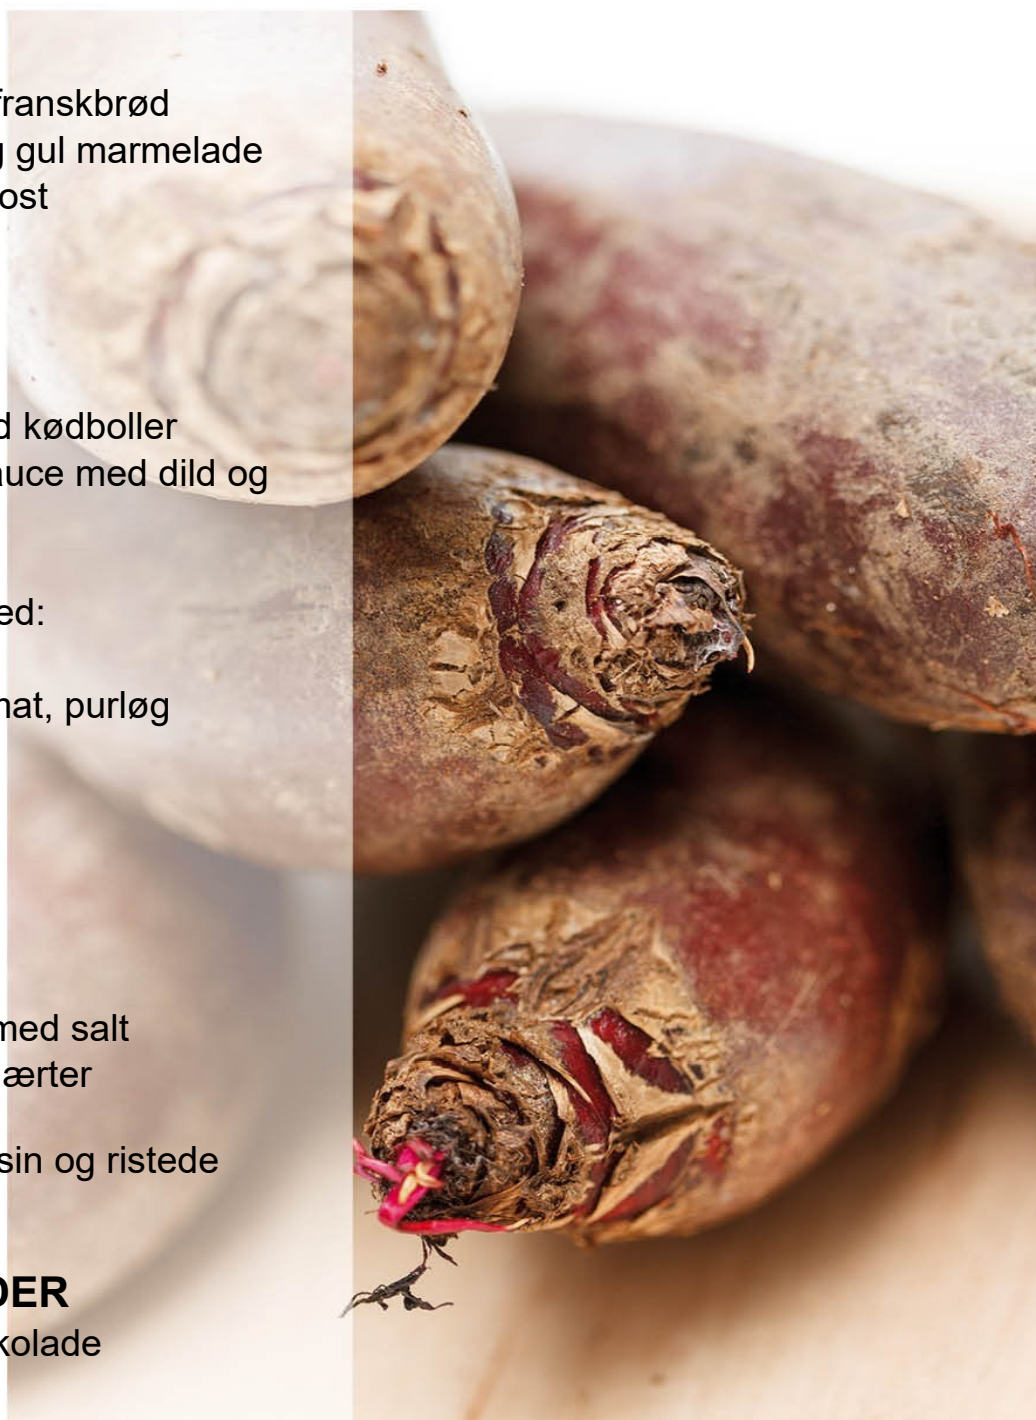 franskbrød
g gul marmelade
ost
d kødboller
auce med dild og
ed:
nat, purløg
med salt
ærter
sin og ristede
DER
kolade